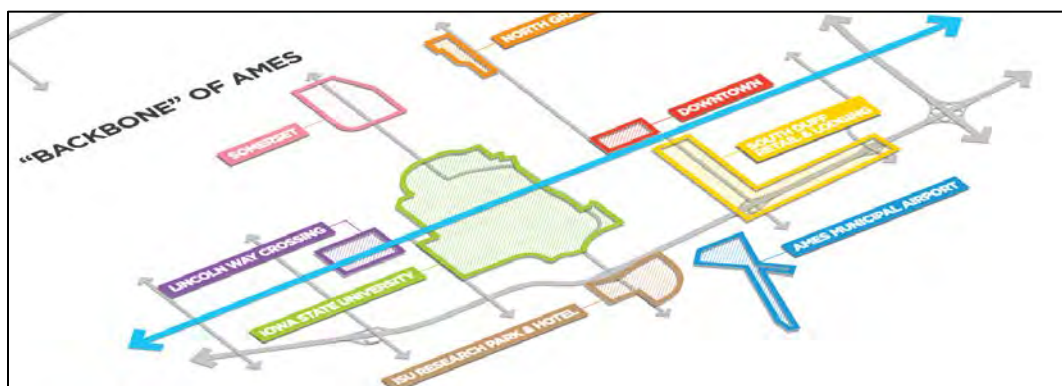 "BACKBONE" OF AMES
NORTH GRA
SOMERSET
DOWNTOWN
SOUTH DUFF
RETAIL & LODGING
LINCOLN WAY CROSSING
IOWA STATE UNIVERSITY
AMES MUNICIPAL AIRPORT
ISU RESEARCH PARK & HOTEL